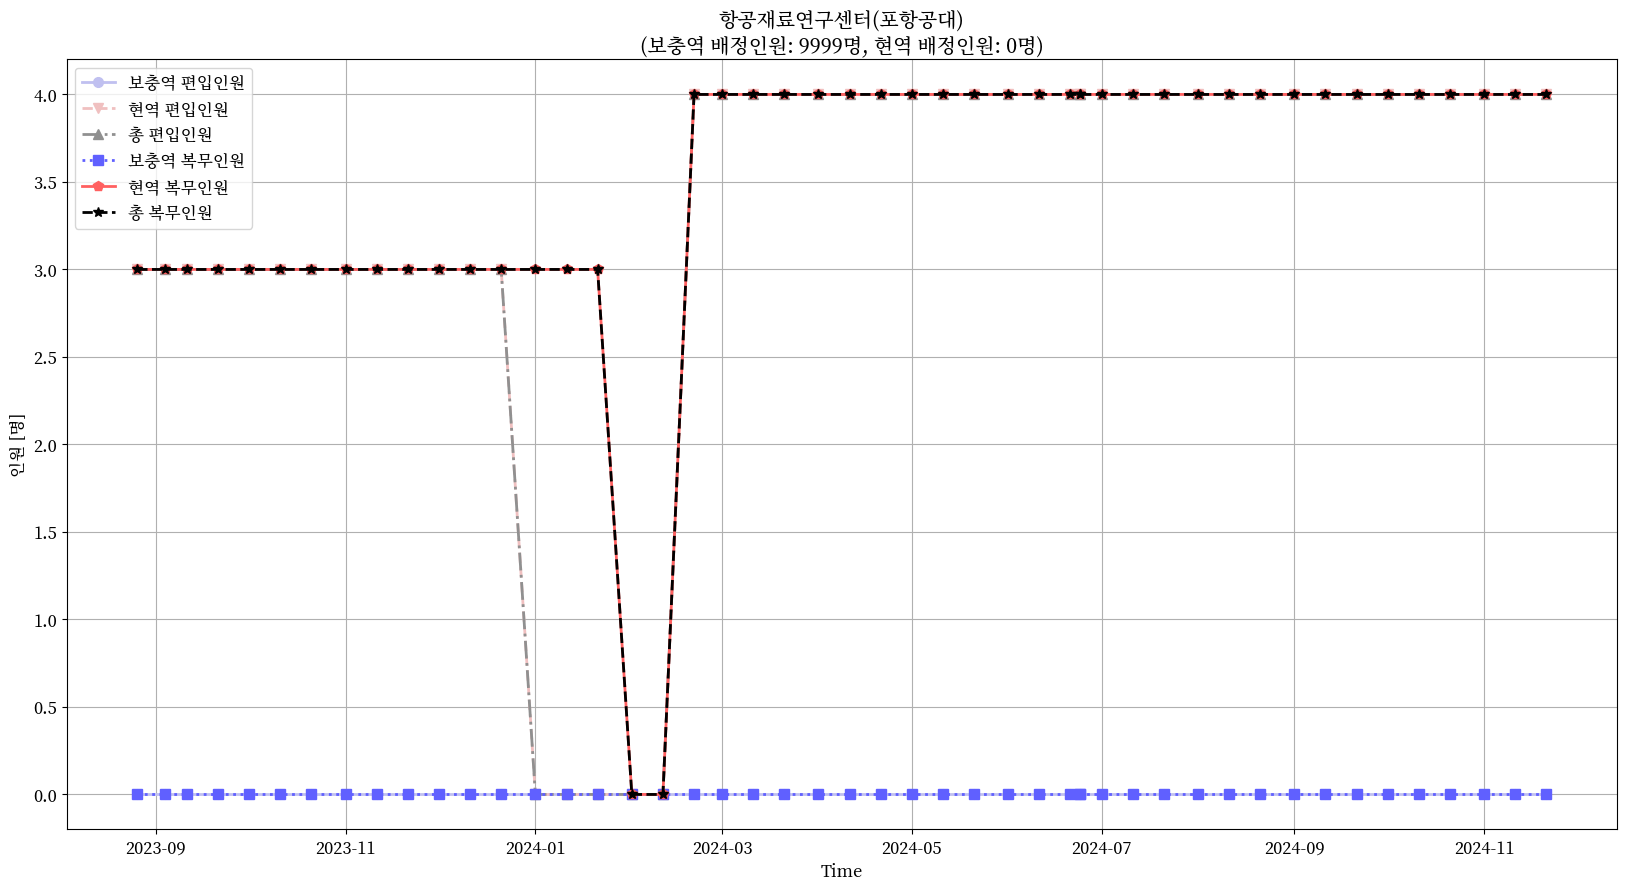 항공재료연구센터(포항공대)
(보충역 배정인원: 9999명, 현역 배정인원: 0명)
보충역 편입인원
현역 편입인원
총 편입인원
보충역 복무인원
현역 복무인원
총 복무인원
4.0
3.5
3.0
2.5
2.0
1.5
1.0
0.5
0.0
인원 [명]
2023-09
2023-11
2024-01
2024-03
2024-05
2024-07
2024-09
2024-11
Time